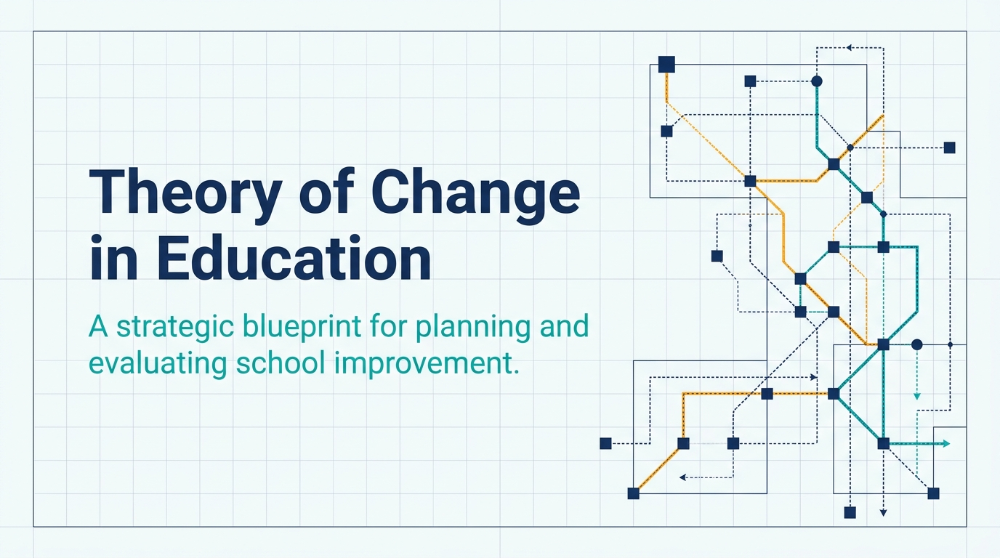 Theory of Change
in Education
A strategic blueprint for planning and
evaluating school improvement.